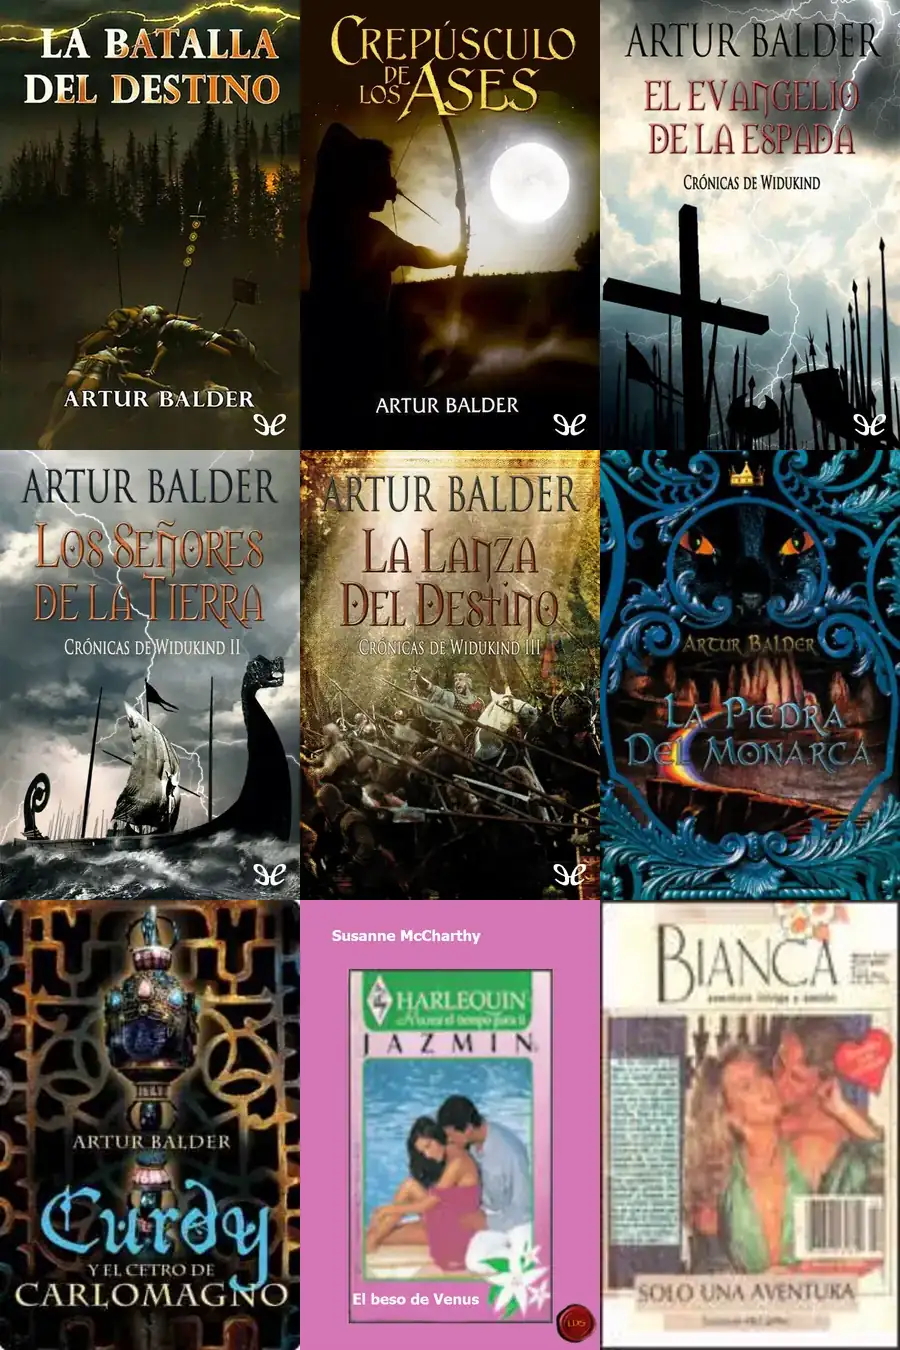 LA BATALLA
DEL DESTINO
ARTUR BALDER
CREPÚSCULO
DE
LOS ASES
ARTUR BALDER
ARTUR BALDER
EL EVANGELIO
DE LA ESPADA
CRÓNICAS DE WIDUKIND
ARTUR BALDER
LOS SEÑORES
DE LA TIERRA
CRÓNICAS DE WIDUKIND II
ARTUR BALDER
LA LANZA
DEL DESTINO
CRÓNICAS DE WIDUKIND III
ARTUR BALDER
LA PIEDRA
DEL MONARCA
ARTUR BALDER
Curdy
Y EL CETRO DE
CARLOMAGNO
Susanne McCharthy
HARLEQUIN
JAZMIN
El beso de Venus
LDS
BIANCA
SOLO UNA AVENTURA